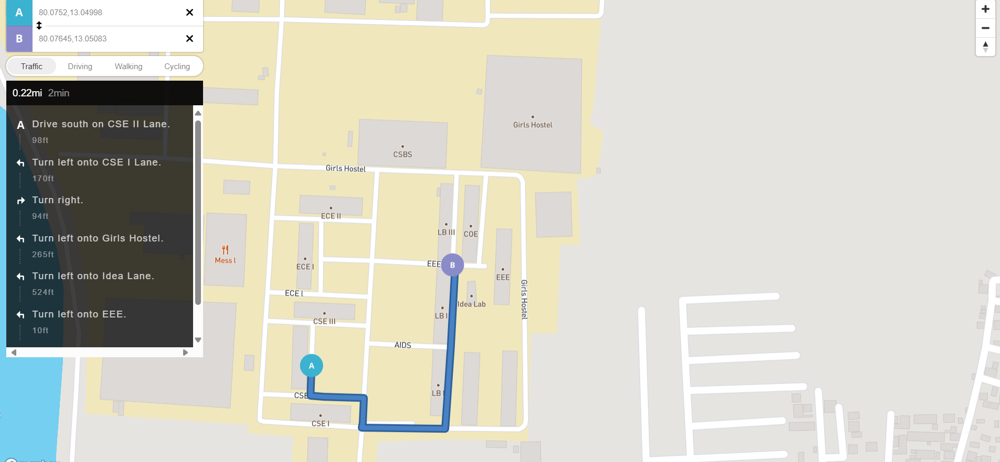 A
80.0752,13.04998
B
80.07645,13.05083
Traffic
Driving
Walking
Cycling
0.22mi 2min
A Drive south on CSE II Lane.
98ft
Turn left onto CSE I Lane.
170ft
Turn right.
94ft
Turn left onto Girls Hostel.
265ft
Turn left onto Idea Lane.
524ft
Turn left onto EEE.
10ft
Girls Hostel
CSBS
Girls Hostel
ECE II
LB III
COE
Mess l
ECE I
EEE
B
EEE
ECE l
Girls Hostel
Idea Lab
LB I
CSE III
AIDS
A
LB
CSE
CSE I